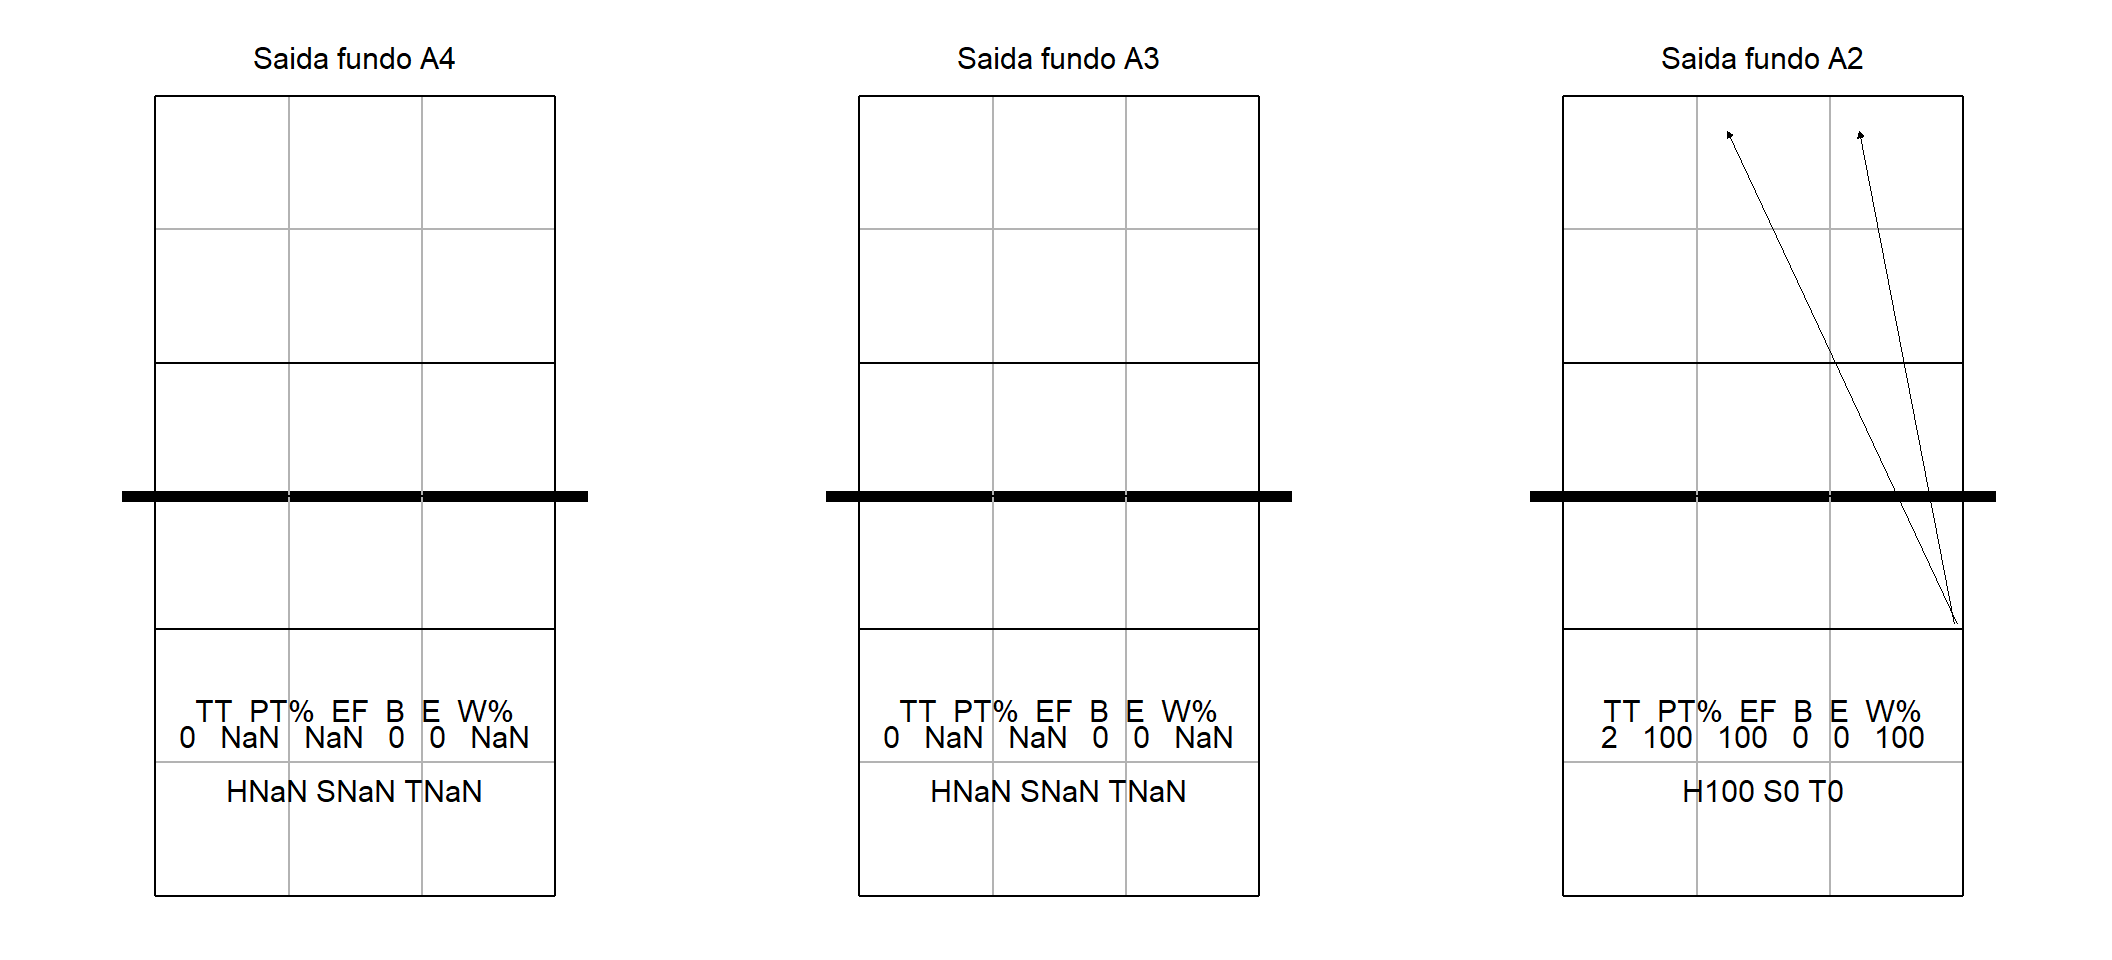 Saida fundo A4
TT PT% EF B E W%
0 NaN NaN 0 0 NaN
HNaN SNaN TNaN
Saida fundo A3
TT PT% EF B E W%
0 NaN NaN 0 0 NaN
HNaN SNaN TNaN
Saida fundo A2
TT PT% EF B E W%
2 100 100 0 0 100
H100 S0 T0